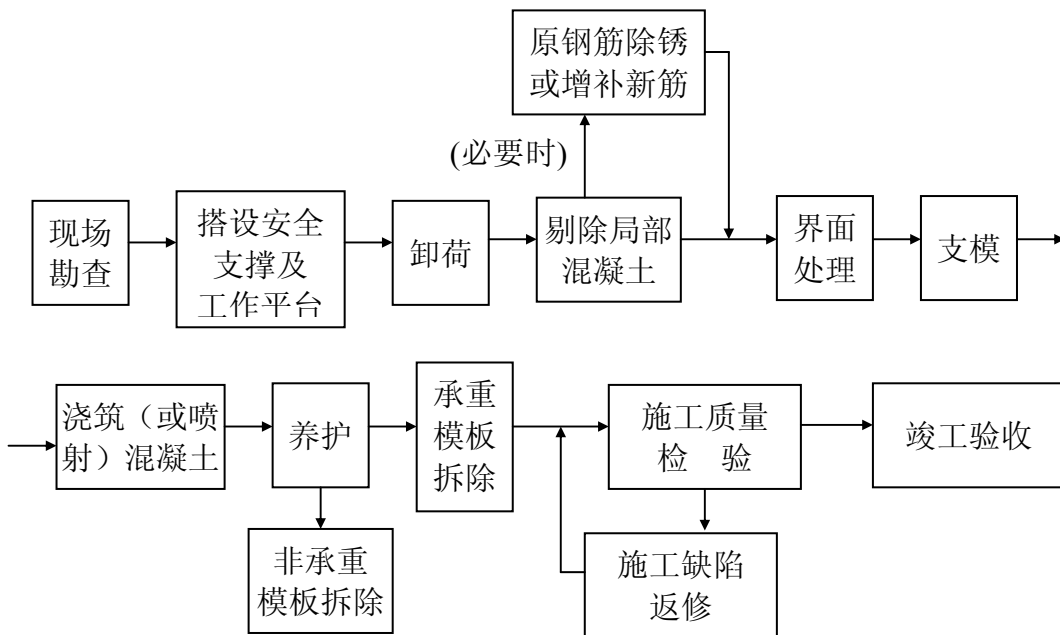 原钢筋除锈
或增补新筋
(必要时)
现场
勘查
搭设安全
支撑及
工作平台
卸荷
剔除局部
混凝土
界面
处理
支模
浇筑（或喷
射）混凝土
养护
承重
模板
拆除
施工质量
检 验
竣工验收
非承重
模板拆除
施工缺陷
返修